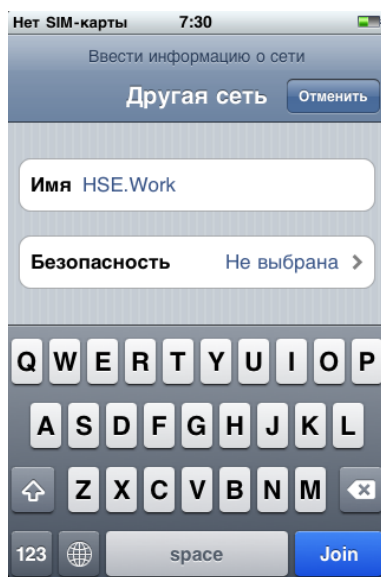 Нет SIM-карты 7:30
Ввести информацию о сети
Другая сеть Отменить
Имя HSE.Work
Безопасность Не выбрана
Q W E R T Y U I O P
A S D F G H J K L
Z X C V B N M
123 space Join